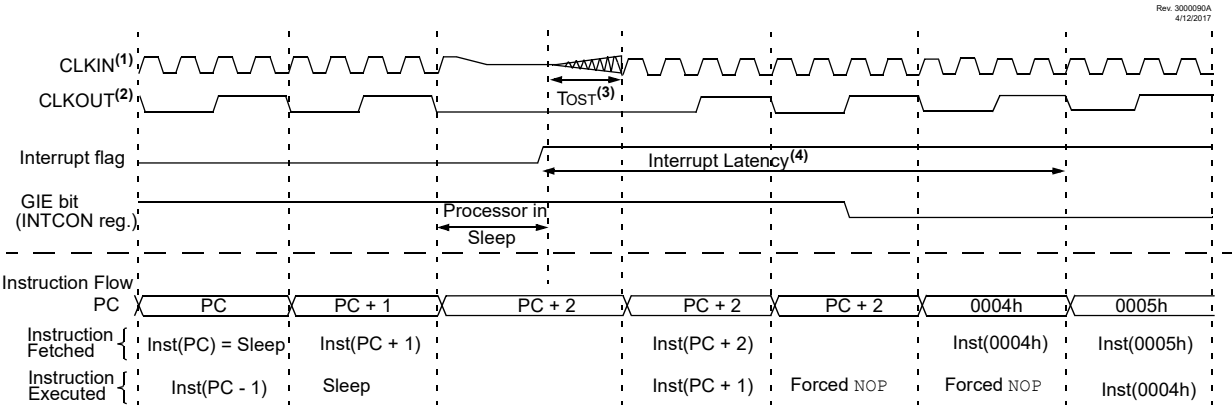 Rev. 3000090A
4/12/2017
CLKIN(1)
CLKOUT(2)
TOST(3)
Interrupt flag
Interrupt Latency(4)
GIE bit
(INTCON reg.)
Processor in
Sleep
Instruction Flow
PC
PC
PC + 1
PC + 2
PC + 2
PC + 2
0004h
0005h
Instruction
Fetched
Inst(PC) = Sleep
Inst(PC + 1)
Inst(PC + 2)
Inst(0004h)
Inst(0005h)
Instruction
Executed
Inst(PC - 1)
Sleep
Inst(PC + 1)
Forced NOP
Forced NOP
Inst(0004h)